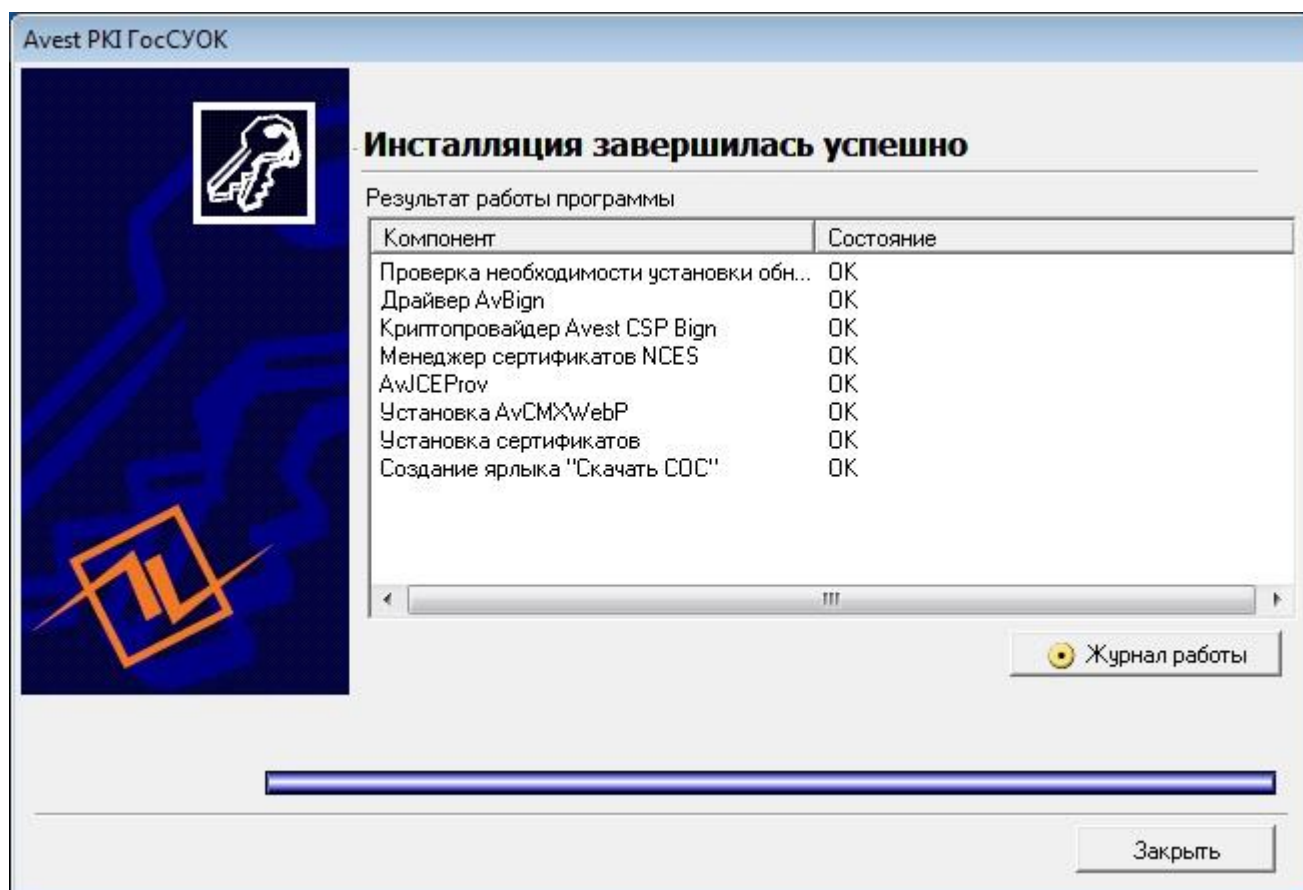 Avest PKI ГосСУОК
Инсталляция завершилась успешно
Результат работы программы
Компонент Состояние
Проверка необходимости установки обн... OK
Драйвер AvBign OK
Криптопровайдер Avest CSP Bign OK
Менеджер сертификатов NCES OK
AvJCEProv OK
Установка AvCMXWebP OK
Установка сертификатов OK
Создание ярлыка "Скачать СОС" OK
Журнал работы
Закрыть